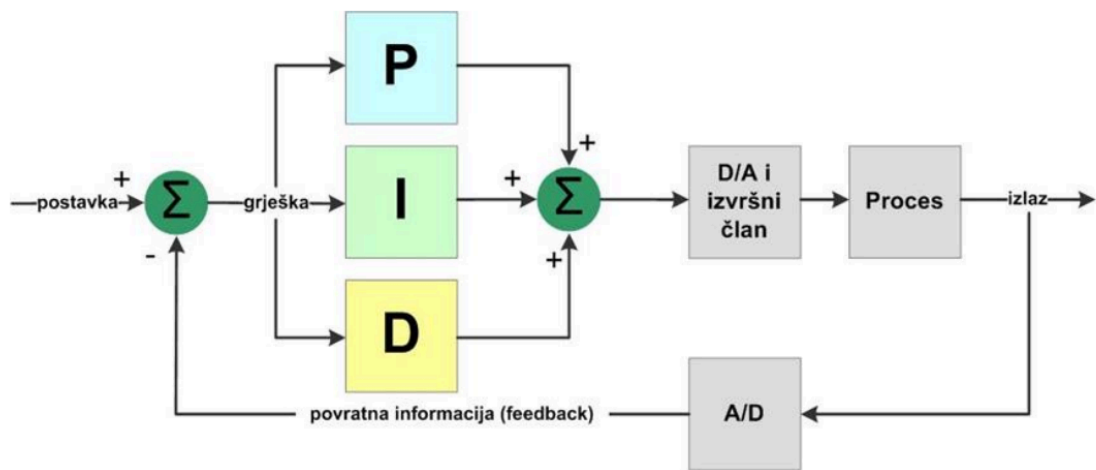 P
+
+
postavka
Σ
grješka
I
+
Σ
D/A i
izvršni
član
Proces
izlaz
-
+
D
povratna informacija (feedback)
A/D